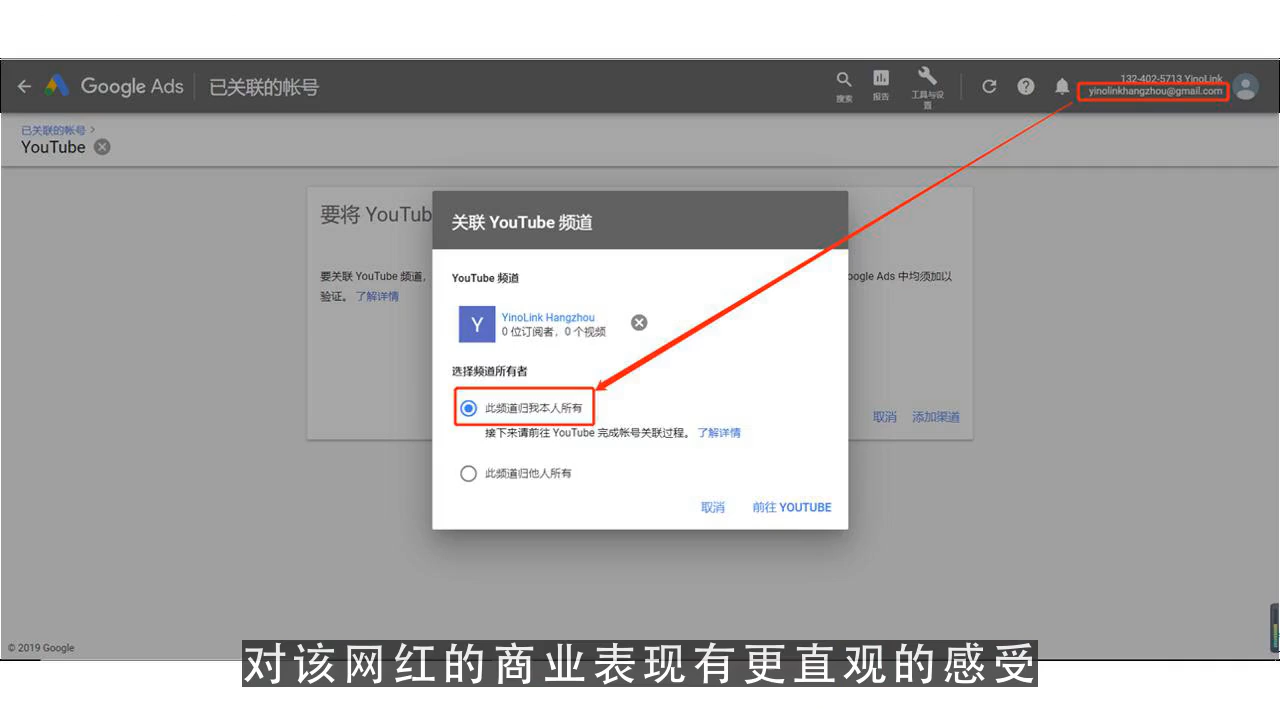 Google Ads
已关联的帐号
搜索
报告
工具与设
置
132-402-5713 YinoLink
yinolinkhangzhou@gmail.com
已关联的帐号
YouTube
要将 YouTub
要关联 YouTube 频道,
验证。 了解详情
oogle Ads 中均须加以
取消 添加渠道
关联 YouTube 频道
YouTube 频道
Y
YinoLink Hangzhou
0 位订阅者，0 个视频
选择频道所有者
此频道归我本人所有
接下来请前往 YouTube 完成帐号关联过程。 了解详情
此频道归他人所有
取消 前往 YOUTUBE
© 2019 Google
对该网红的商业表现有更直观的感受